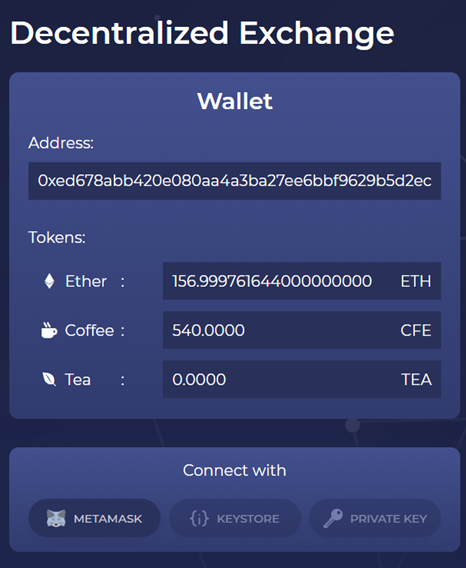 Decentralized Exchange
Wallet
Address:
0xed678abb420e080aa4a3ba27ee6bbf9629b5d2ec
Tokens:
Ether : 156.999761644000000000 ETH
Coffee : 540.0000 CFE
Tea : 0.0000 TEA
Connect with
METAMASK KEYSTORE PRIVATE KEY